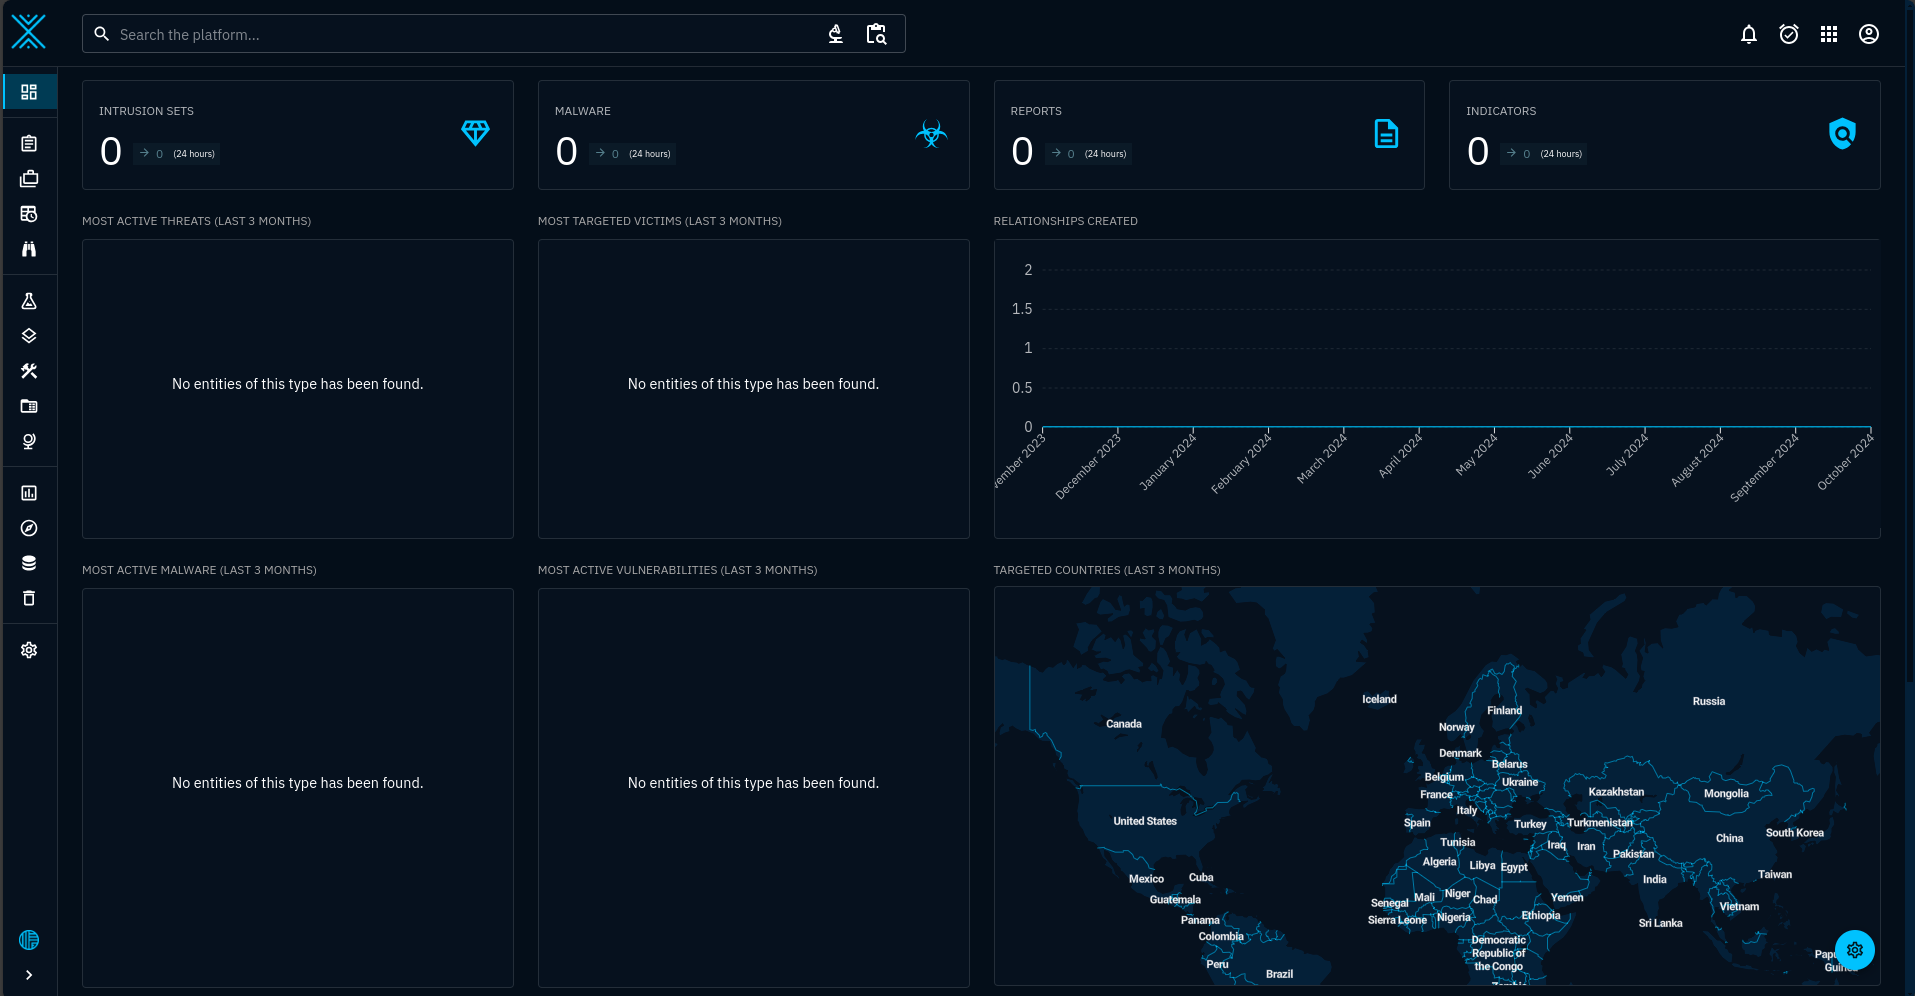 Search the platform...
INTRUSION SETS
0 0 (24 hours)
MALWARE
0 0 (24 hours)
REPORTS
0 0 (24 hours)
INDICATORS
0 0 (24 hours)
MOST ACTIVE THREATS (LAST 3 MONTHS)
No entities of this type has been found.
MOST TARGETED VICTIMS (LAST 3 MONTHS)
No entities of this type has been found.
RELATIONSHIPS CREATED
2
1.5
1
0.5
0
vember 2023
December 2023
January 2024
February 2024
March 2024
April 2024
May 2024
June 2024
July 2024
August 2024
September 2024
October 2024
MOST ACTIVE MALWARE (LAST 3 MONTHS)
No entities of this type has been found.
MOST ACTIVE VULNERABILITIES (LAST 3 MONTHS)
No entities of this type has been found.
TARGETED COUNTRIES (LAST 3 MONTHS)
Iceland
Russia
Finland
Canada
Norway
Denmark
Belarus
Belgium
Ukraine
Kazakhstan
Mongolia
France
Italy
United States
Spain
Turkey
Turkmenistan
South Korea
China
Tunisia
Iraq
Iran
Pakistan
Algeria
Libya
Egypt
Taiwan
Mexico
Cuba
India
Guatemala
Senegal
Mali
Niger
Chad
Yemen
Vietnam
Panama
Sierra Leone
Nigeria
Ethiopia
Sri Lanka
Colombia
Democratic
Republic of
the Congo
Peru
Brazil
Papu
Guin
Zambia